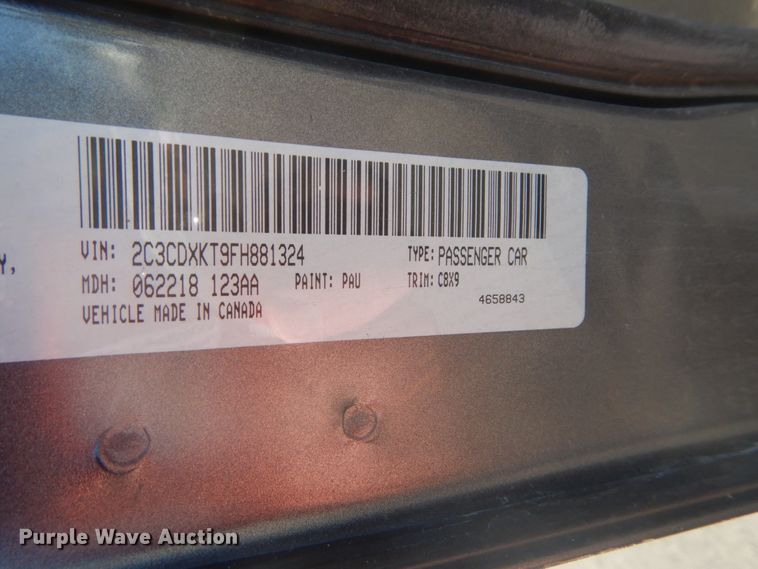 Y,
VIN: 2C3CDXKT9FH881324 TYPE: PASSENGER CAR
MDH: 062218 123AA PAINT: PAU TRIM: C8X9
VEHICLE MADE IN CANADA 4658843
Purple Wave Auction